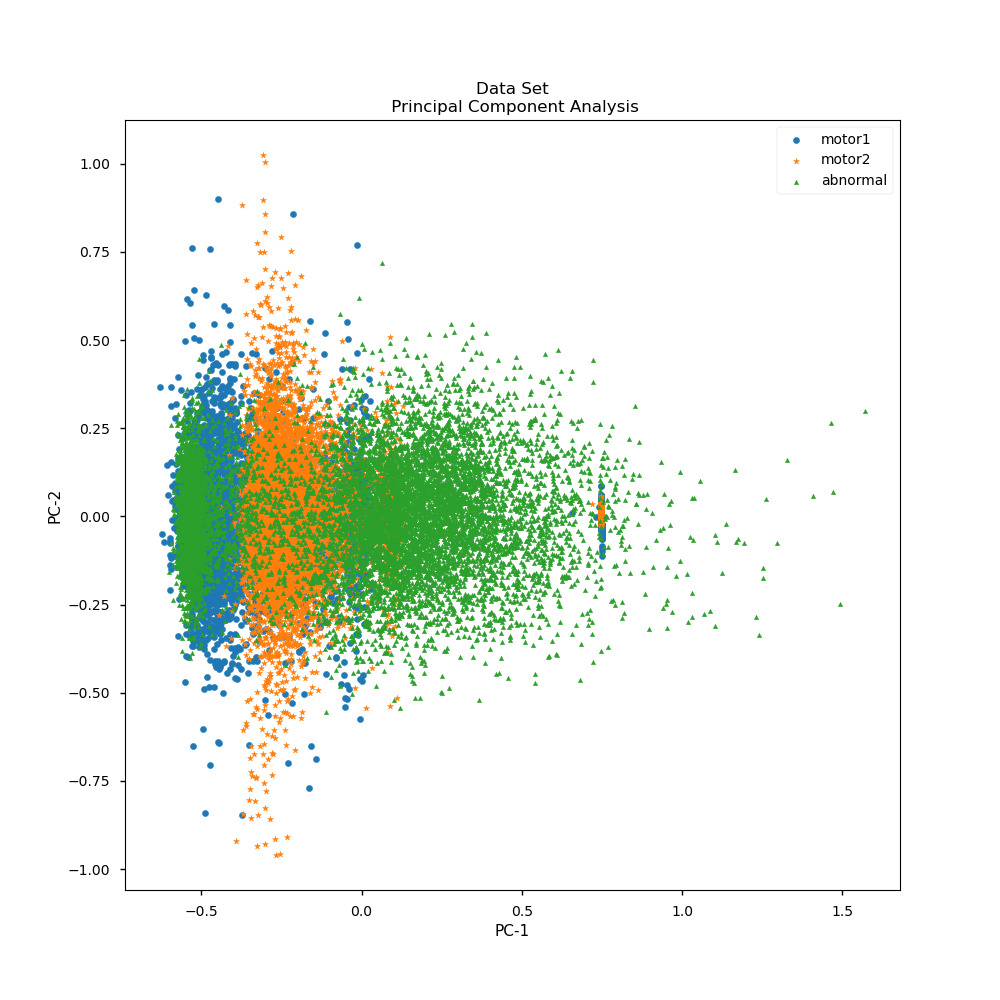 Data Set
Principal Component Analysis
motor1
motor2
abnormal
1.00
0.75
0.50
0.25
0.00
−0.25
−0.50
−0.75
−1.00
PC-2
−0.5
0.0
0.5
1.0
1.5
PC-1